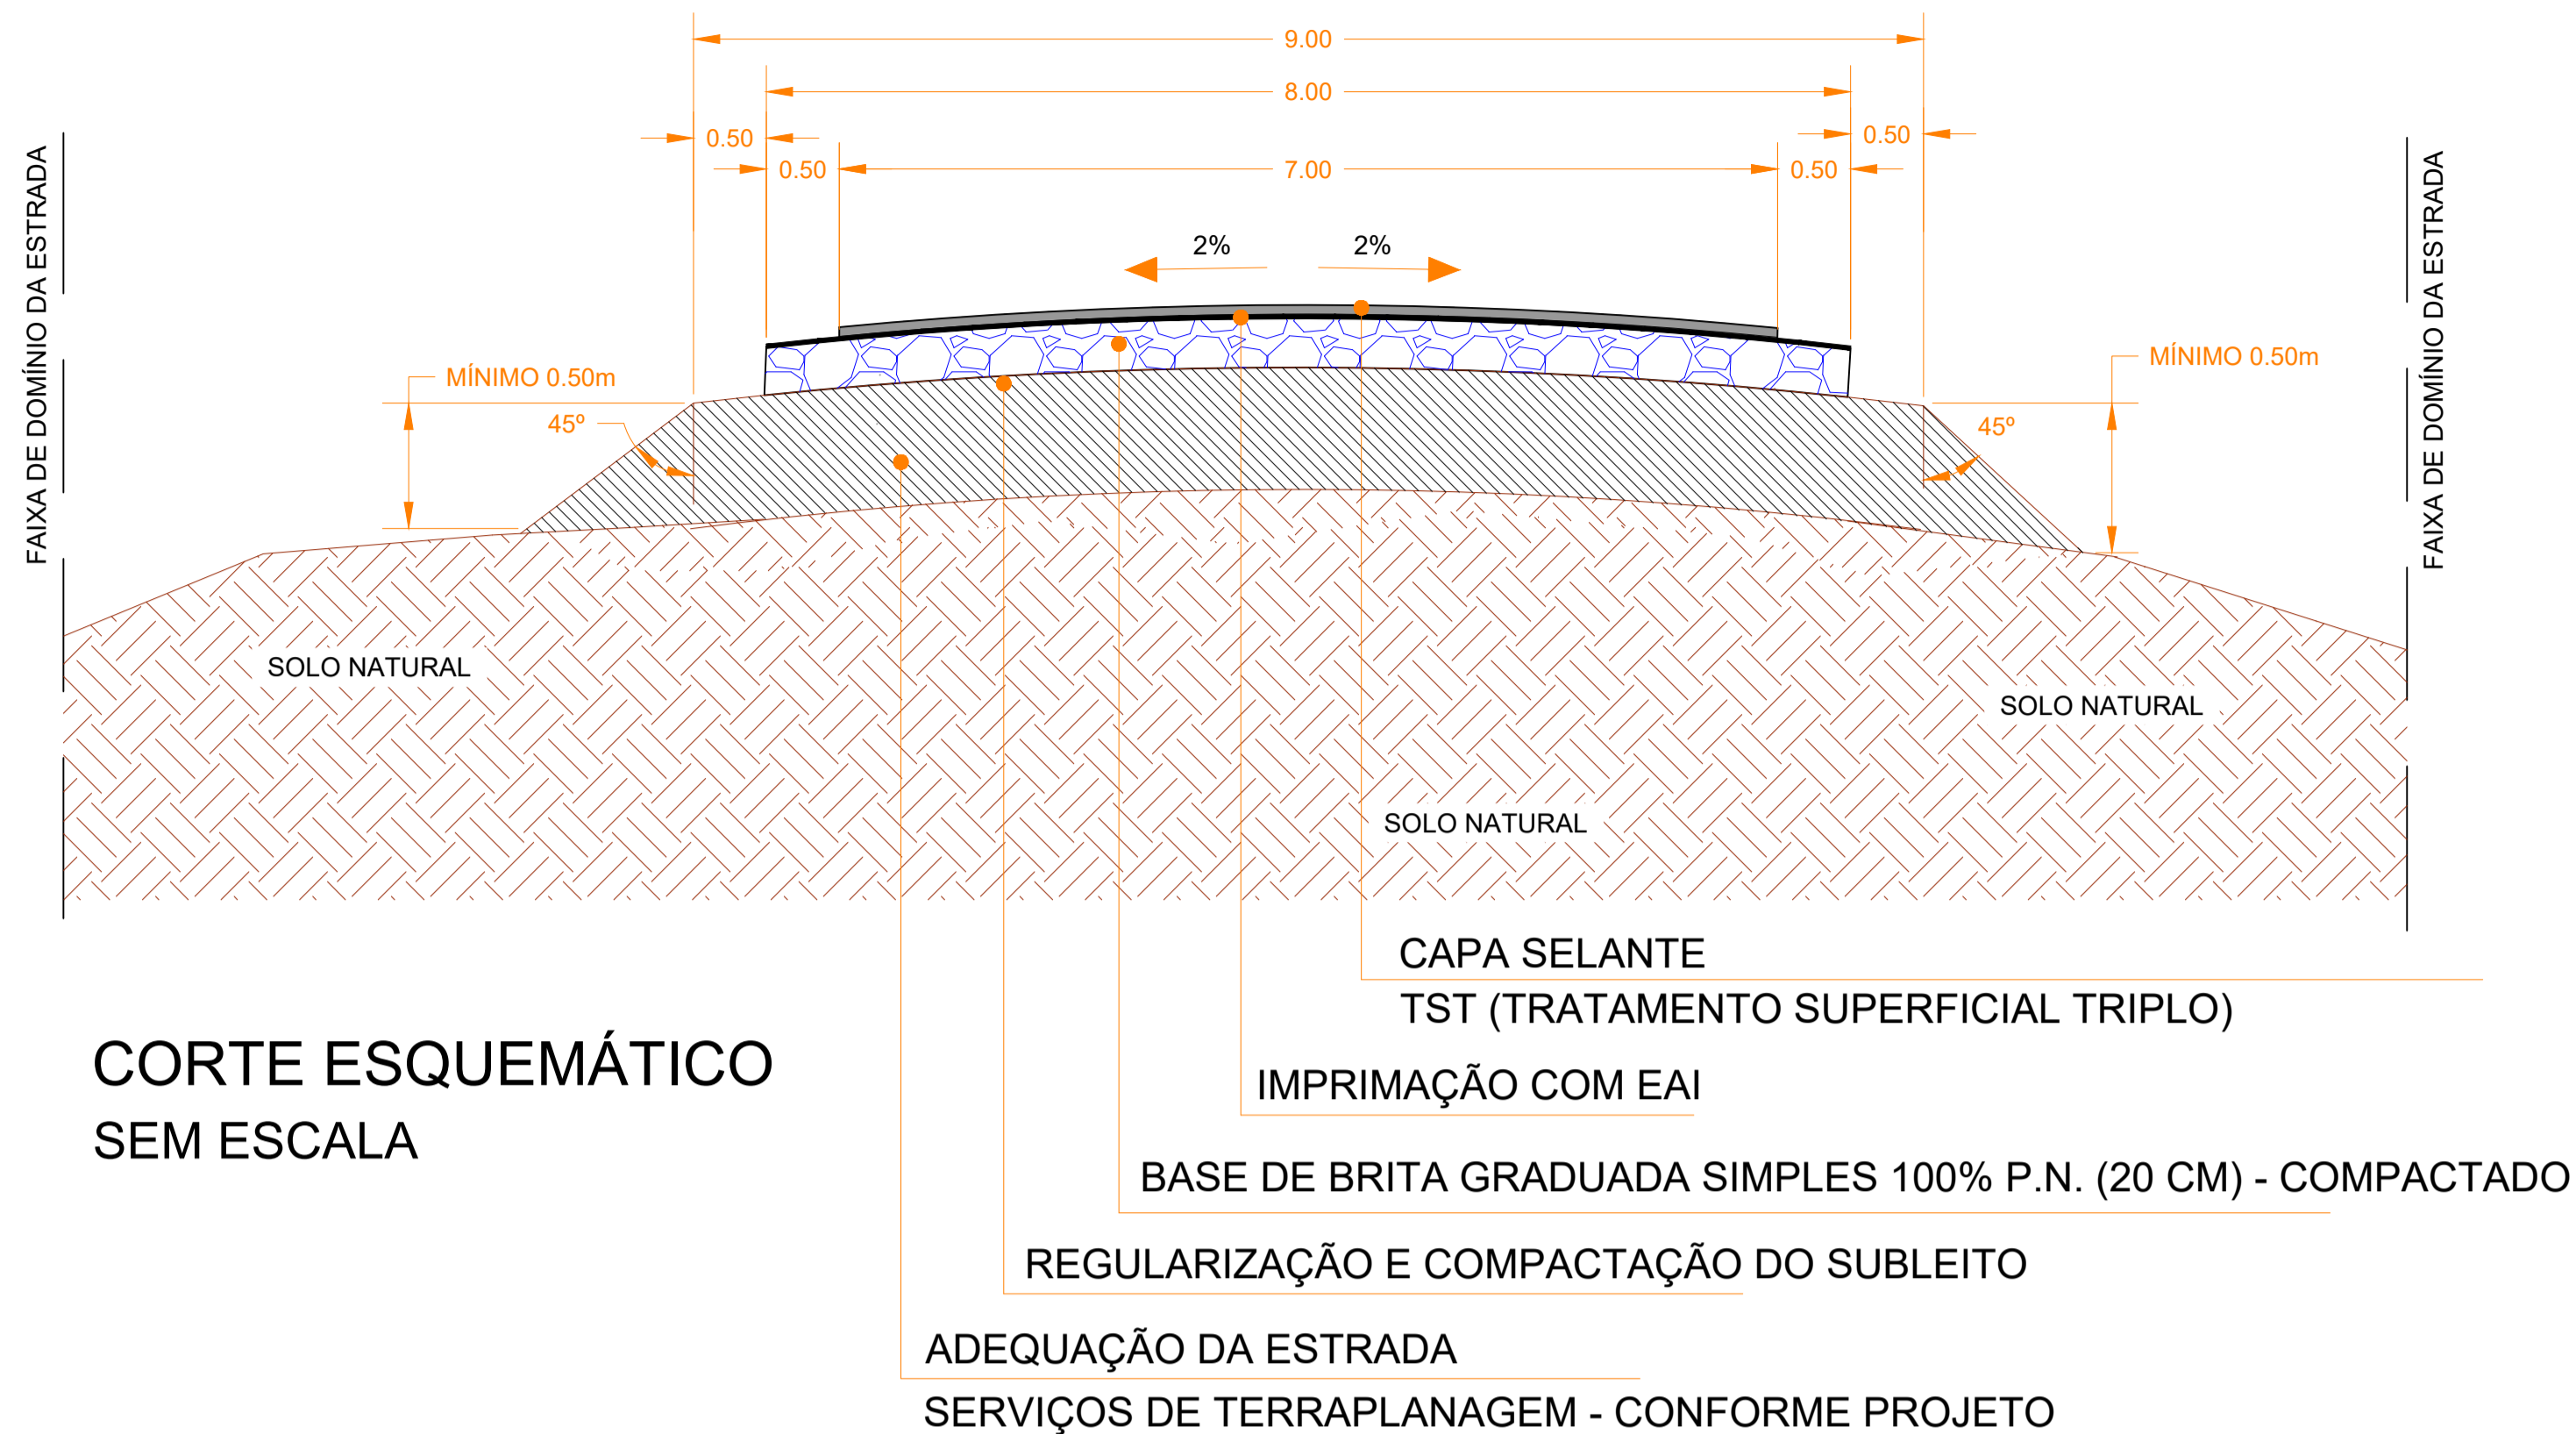 9.00
8.00
0.50
0.50
0.50
7.00
0.50
2%
2%
FAIXA DE DOMÍNIO DA ESTRADA
FAIXA DE DOMÍNIO DA ESTRADA
MÍNIMO 0.50m
MÍNIMO 0.50m
45º
45º
SOLO NATURAL
SOLO NATURAL
SOLO NATURAL
CAPA SELANTE
TST (TRATAMENTO SUPERFICIAL TRIPLO)
CORTE ESQUEMÁTICO
SEM ESCALA
IMPRIMAÇÃO COM EAI
BASE DE BRITA GRADUADA SIMPLES 100% P.N. (20 CM) - COMPACTADO
REGULARIZAÇÃO E COMPACTAÇÃO DO SUBLEITO
ADEQUAÇÃO DA ESTRADA
SERVIÇOS DE TERRAPLANAGEM - CONFORME PROJETO